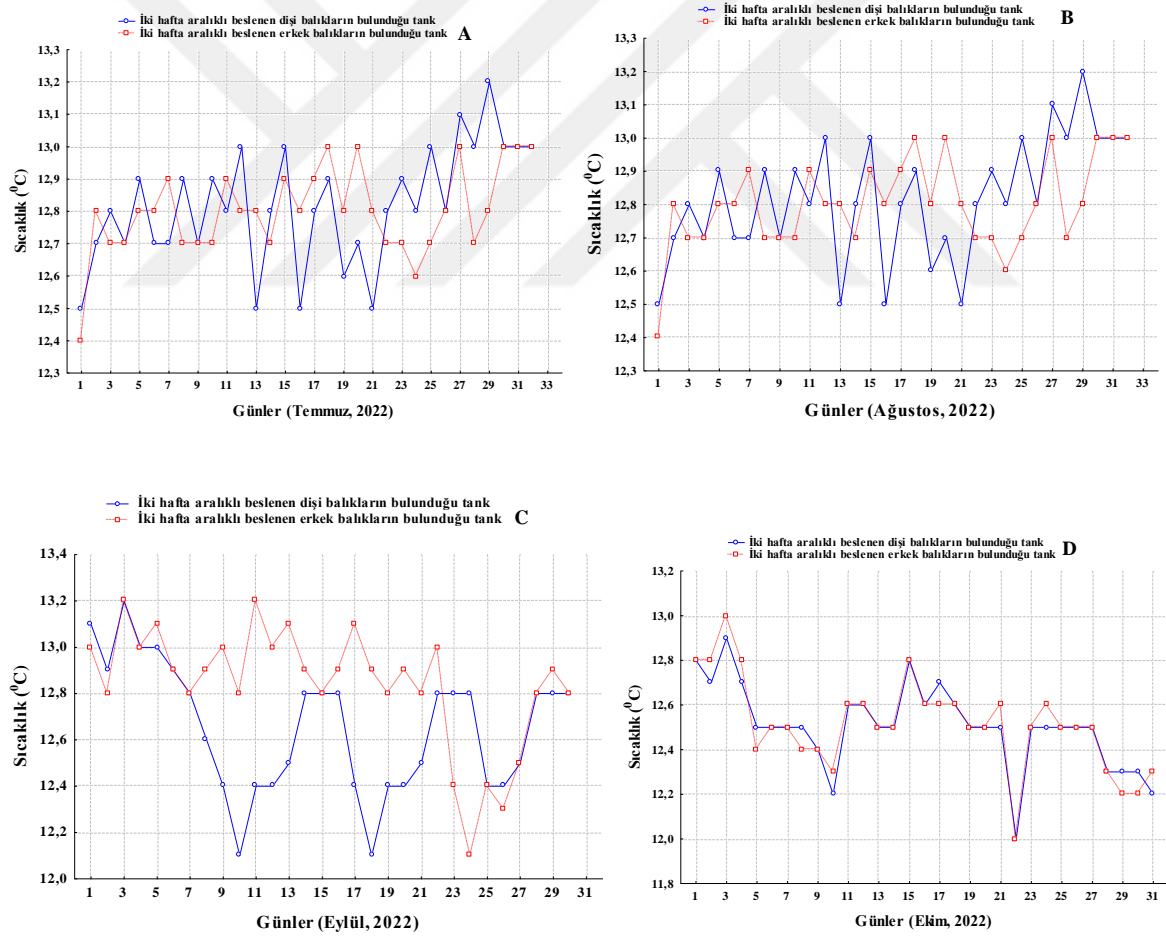 İki hafta aralıklı beslenen dişi balıkların bulunduğu tank
İki hafta aralıklı beslenen erkek balıkların bulunduğu tank
A
13,3
13,2
13,1
13,0
12,9
12,8
12,7
12,6
12,5
12,4
12,3
Sıcaklık (⁰C)
1 3 5 7 9 11 13 15 17 19 21 23 25 27 29 31 33
Günler (Temmuz, 2022)
İki hafta aralıklı beslenen dişi balıkların bulunduğu tank
İki hafta aralıklı beslenen erkek balıkların bulunduğu tank
B
13,3
13,2
13,1
13,0
12,9
12,8
12,7
12,6
12,5
12,4
12,3
Sıcaklık (⁰C)
1 3 5 7 9 11 13 15 17 19 21 23 25 27 29 31 33
Günler (Ağustos, 2022)
İki hafta aralıklı beslenen dişi balıkların bulunduğu tank
İki hafta aralıklı beslenen erkek balıkların bulunduğu tank
C
13,4
13,2
13,0
12,8
12,6
12,4
12,2
12,0
Sıcaklık (⁰C)
1 3 5 7 9 11 13 15 17 19 21 23 25 27 29 31
Günler (Eylül, 2022)
İki hafta aralıklı beslenen dişi balıkların bulunduğu tank
İki hafta aralıklı beslenen erkek balıkların bulunduğu tank
D
13,2
13,0
12,8
12,6
12,4
12,2
12,0
11,8
Sıcaklık (⁰C)
1 3 5 7 9 11 13 15 17 19 21 23 25 27 29 31
Günler (Ekim, 2022)